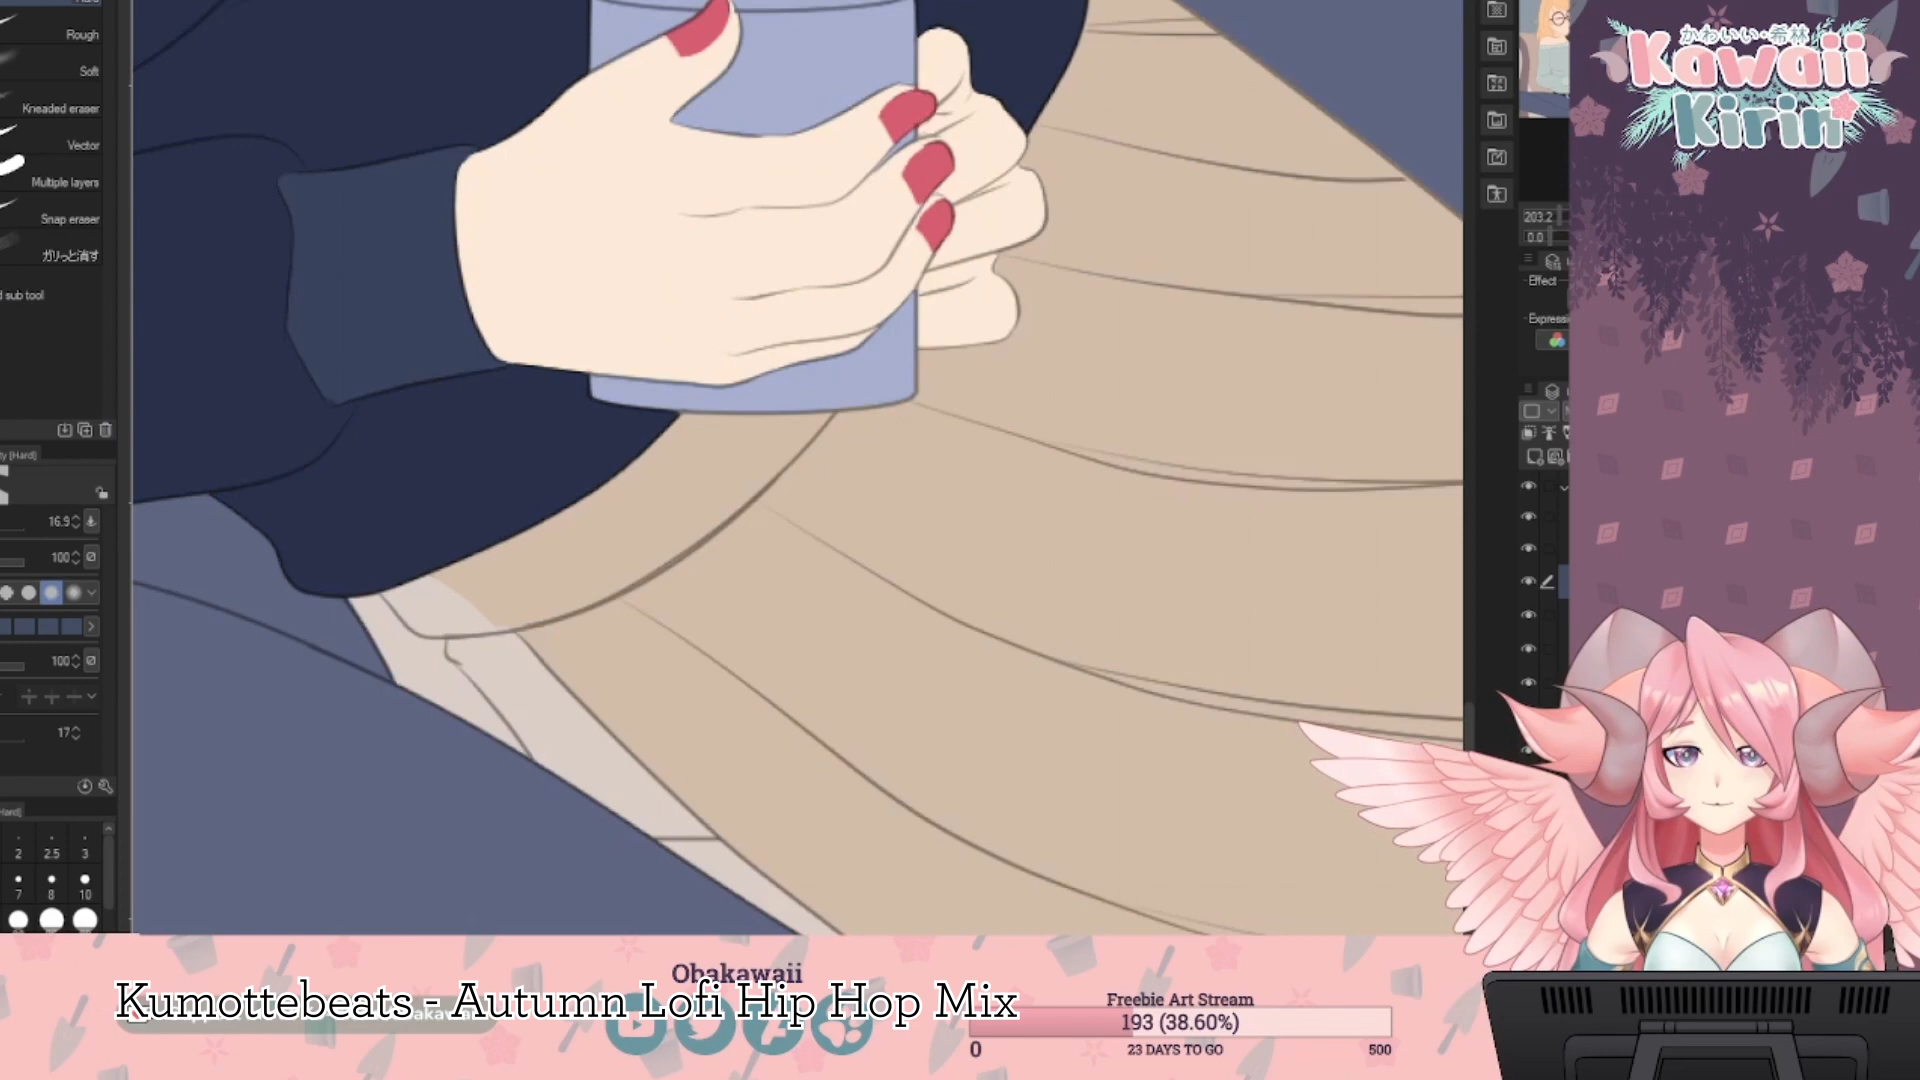 Rough
Soft
Kneaded eraser
Vector
Multiple layers
Snap eraser
ガリっと消す
d sub tool
[Hard]
16.9
100
100
17
Hard]
2 2.5 3
7 8 10
203.2
0.0
Effect
Expressi
かわいい・希林
Kawaii
Kirin
Obakawaii
Kumottebeats - Autumn Lofi Hip Hop Mix
Freebie Art Stream
193 (38.60%)
0 23 DAYS TO GO 500